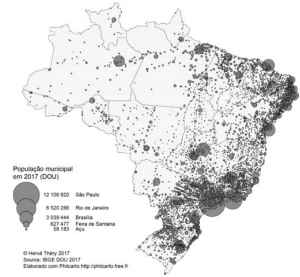 População municipal
em 2017 (DOU)
12 106 920 São Paulo
6 520 266 Rio de Janeiro
3 039 444 Brasília
627 477 Feira de Santana
58 183 Açu
© Hervé Théry 2017
Source: IBGE DOU 2017
Elaborado com Philcarto http://philcarto.free.fr